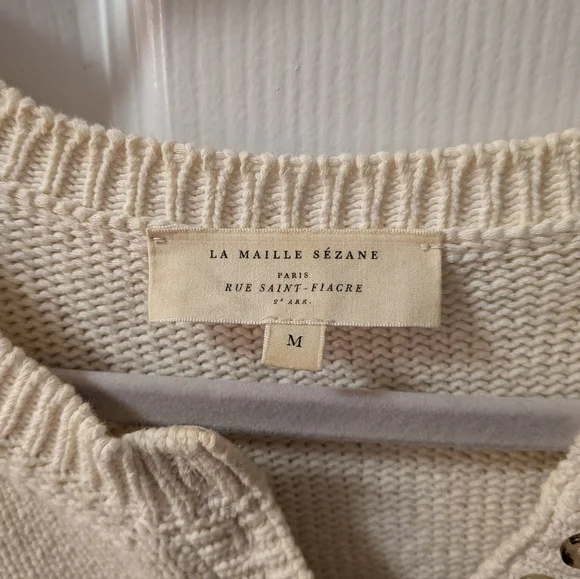 LA MAILLE SÉZANE
PARIS
RUE SAINT-FIACRE
2e ARR.
M